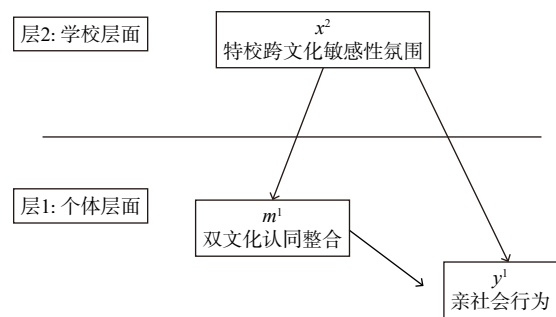 层2: 学校层面
x²
特校跨文化敏感性氛围
层1: 个体层面
m¹
双文化认同整合
y¹
亲社会行为